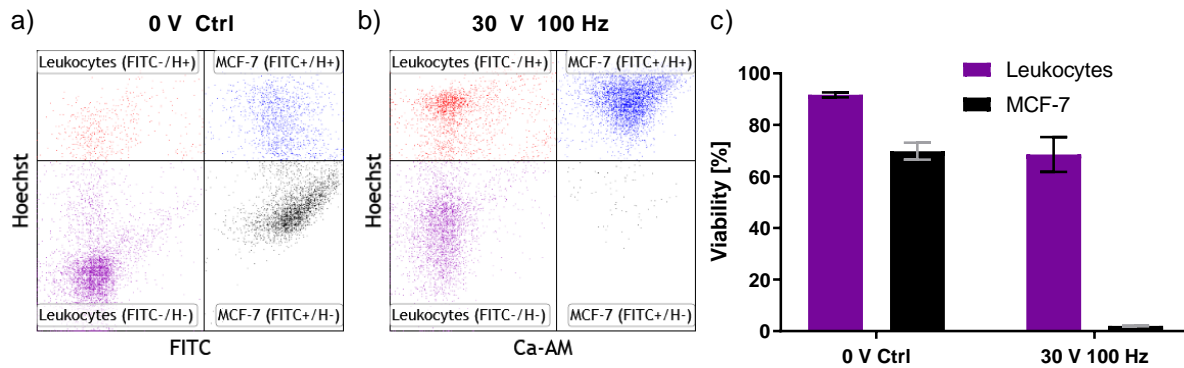 a) 0 V Ctrl
Leukocytes (FITC-/H+) MCF-7 (FITC+/H+)
Hoechst
Leukocytes (FITC-/H-) MCF-7 (FITC+/H-)
FITC
b) 30 V 100 Hz
Leukocytes (FITC-/H+) MCF-7 (FITC+/H+)
Hoechst
Leukocytes (FITC-/H-) MCF-7 (FITC+/H-)
Ca-AM
c)
Leukocytes
MCF-7
Viability [%]
100
80
60
40
20
0
0 V Ctrl 30 V 100 Hz